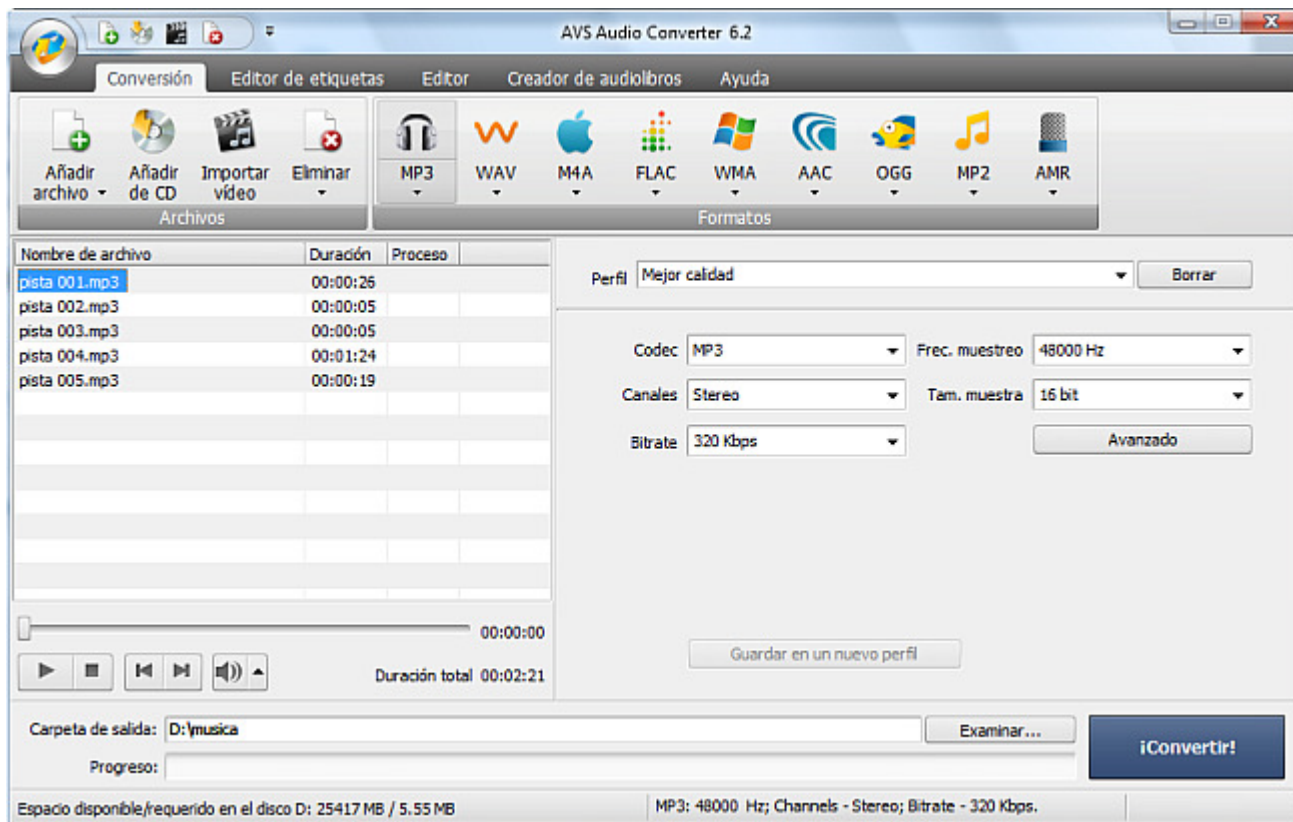 AVS Audio Converter 6.2
Conversión Editor de etiquetas Editor Creador de audiolibros Ayuda
Añadir archivo
Añadir de CD
Importar vídeo
Eliminar
MP3 WAV M4A FLAC WMA AAC OGG MP2 AMR
Archivos Formatos
Nombre de archivo Duración Proceso
pista 001.mp3 00:00:26
pista 002.mp3 00:00:05
pista 003.mp3 00:00:05
pista 004.mp3 00:01:24
pista 005.mp3 00:00:19
00:00:00
Duración total 00:02:21
Perfil Mejor calidad Borrar
Codec MP3 Frec. muestreo 48000 Hz
Canales Stereo Tam. muestra 16 bit
Bitrate 320 Kbps Avanzado
Guardar en un nuevo perfil
Carpeta de salida: D:\musica Examinar...
Progreso:
¡Convertir!
Espacio disponible/requerido en el disco D: 25417 MB / 5.55 MB
MP3: 48000 Hz; Channels - Stereo; Bitrate - 320 Kbps.